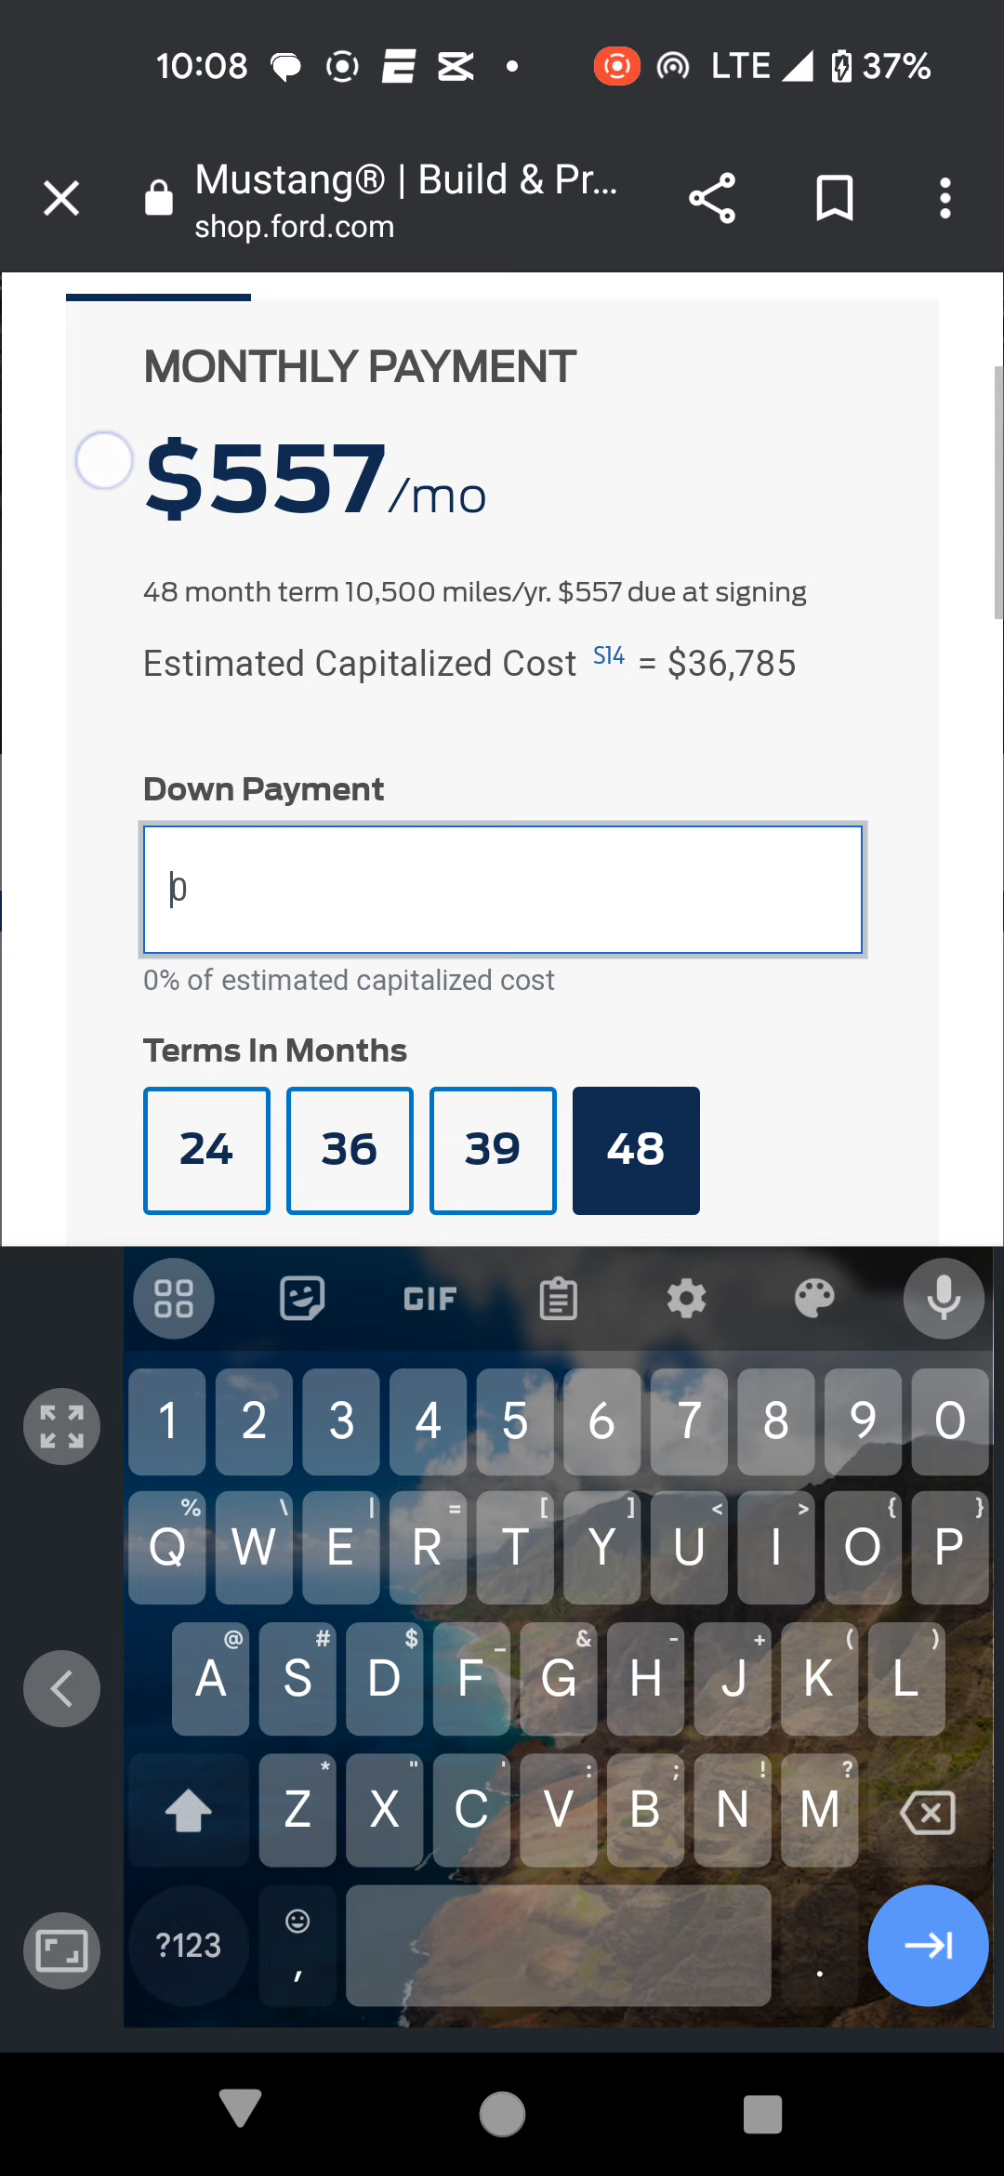 10:08 LTE 37%
Mustang® | Build & Pr...
shop.ford.com
MONTHLY PAYMENT
$557/mo
48 month term 10,500 miles/yr. $557 due at signing
Estimated Capitalized Cost S14 = $36,785
Down Payment
0
0% of estimated capitalized cost
Terms In Months
24 36 39 48
GIF
1 2 3 4 5 6 7 8 9 0
% \ | = [ ] < > { }
Q W E R T Y U I O P
@ # $ _ & - + ( )
A S D F G H J K L
* " ' : ; ! ?
Z X C V B N M
?123 , .